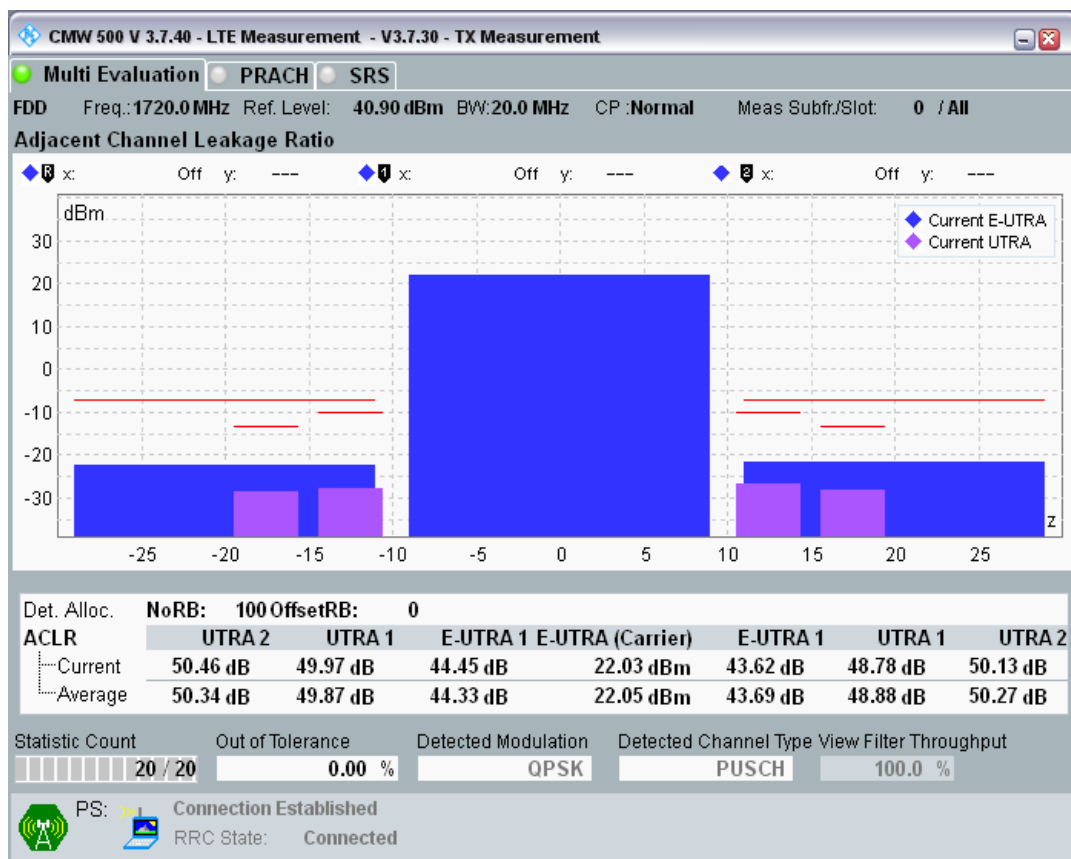 CMW 500 V 3.7.40 - LTE Measurement - V3.7.30 - TX Measurement
Multi Evaluation PRACH SRS
FDD Freq.: 1720.0 MHz Ref. Level: 40.90 dBm BW: 20.0 MHz CP : Normal Meas Subfr./Slot: 0 / All
Adjacent Channel Leakage Ratio
R x: Off y: --- 1 x: Off y: --- 2 x: Off y: ---
dBm
Current E-UTRA
Current UTRA
30
20
10
0
-10
-20
-30
z
-25 -20 -15 -10 -5 0 5 10 15 20 25
Det. Alloc. NoRB: 100 OffsetRB: 0
ACLR UTRA 2 UTRA 1 E-UTRA 1 E-UTRA (Carrier) E-UTRA 1 UTRA 1 UTRA 2
Current 50.46 dB 49.97 dB 44.45 dB 22.03 dBm 43.62 dB 48.78 dB 50.13 dB
Average 50.34 dB 49.87 dB 44.33 dB 22.05 dBm 43.69 dB 48.88 dB 50.27 dB
Statistic Count Out of Tolerance Detected Modulation Detected Channel Type View Filter Throughput
20 / 20 0.00 % QPSK PUSCH 100.0 %
PS: Connection Established
RRC State: Connected